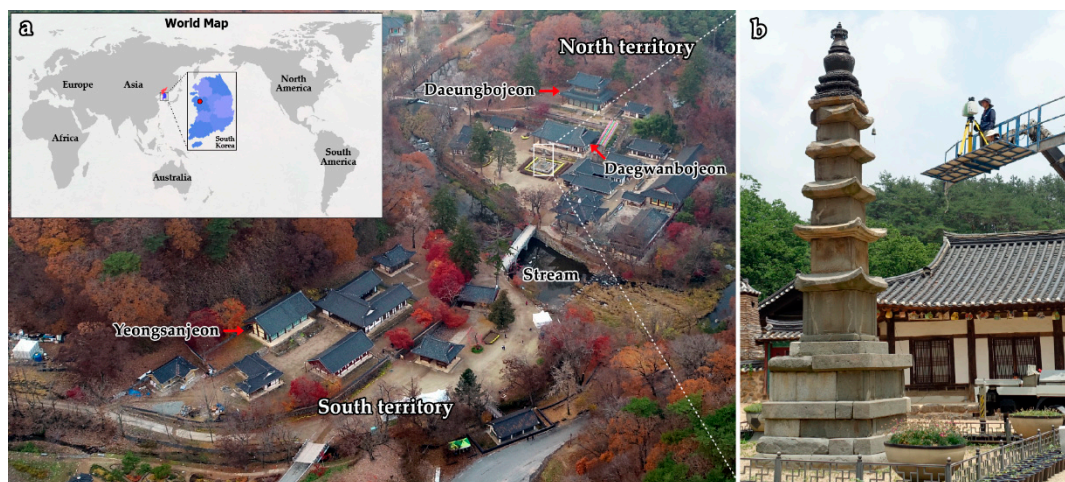 a
World Map
Europe
Asia
North
America
Africa
South
Korea
South
America
Australia
North territory
Daeungbojeon
Daegwanbojeon
Stream
Yeongsanjeon
South territory
b